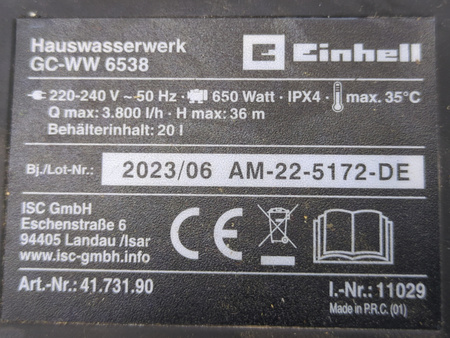 Hauswasserwerk
GC-WW 6538
Einhell
220-240 V ~ 50 Hz · 650 Watt · IPX4 · max. 35°C
Q max: 3.800 l/h · H max: 36 m
Behälterinhalt: 20 l
Bj./Lot-Nr.: 2023/06 AM-22-5172-DE
ISC GmbH
Eschenstraße 6
94405 Landau /Isar
www.isc-gmbh.info
CE
Art.-Nr.: 41.731.90
I.-Nr.: 11029
Made in P.R.C. (01)